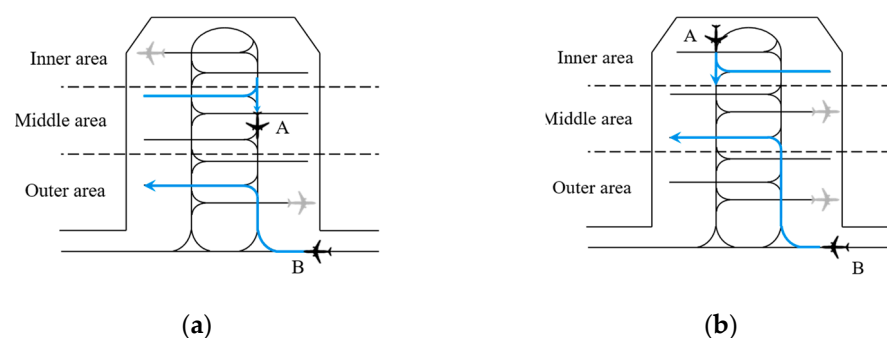 Inner area
Middle area
A
Outer area
B
(a)
A
Inner area
Middle area
Outer area
B
(b)